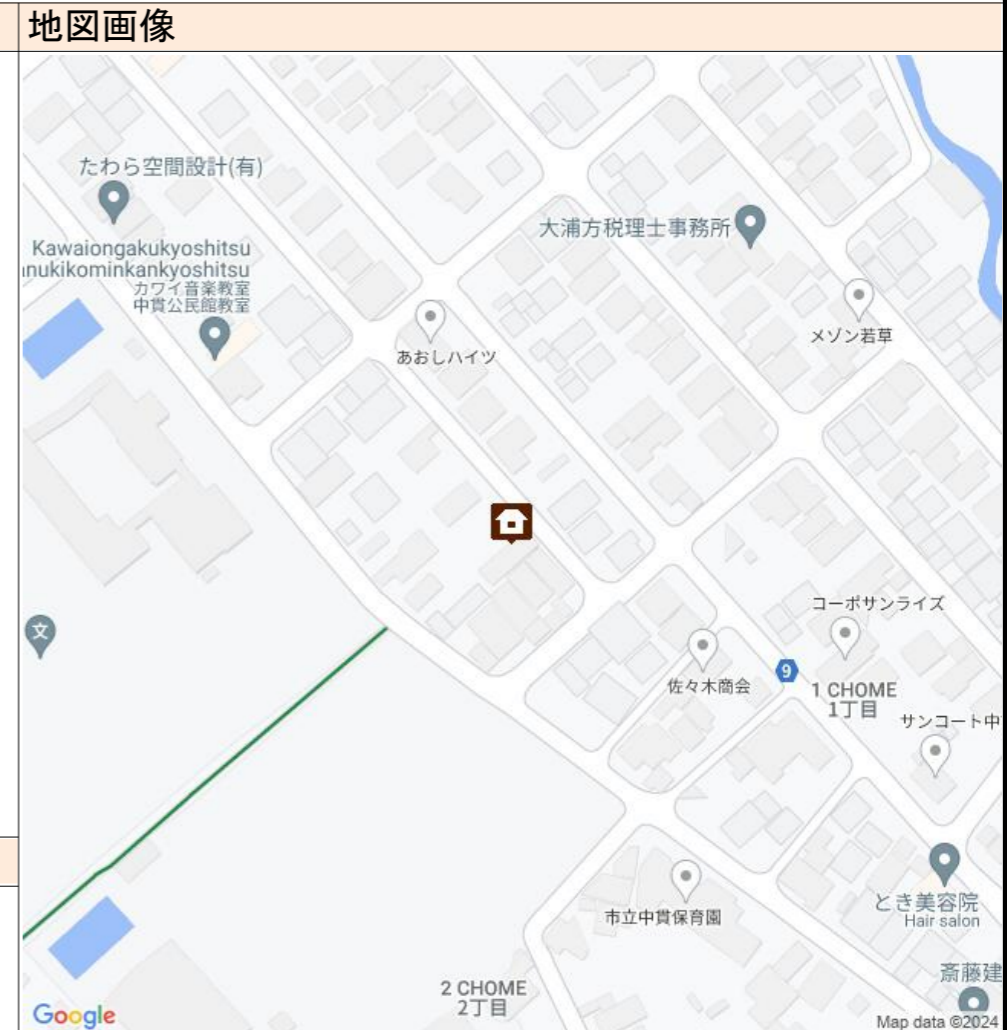 地図画像
たわら空間設計(有)
Kawaiongakukyoshitsu
nukikominkankyoshitsu
カワイ音楽教室
中貫公民館教室
大浦方税理士事務所
メゾン若草
あおしハイツ
文
コーポサンライズ
佐々木商会
9
1 CHOME
1丁目
サンコート中
とき美容院
Hair salon
市立中貫保育園
斎藤建
2 CHOME
2丁目
Google
Map data ©2024